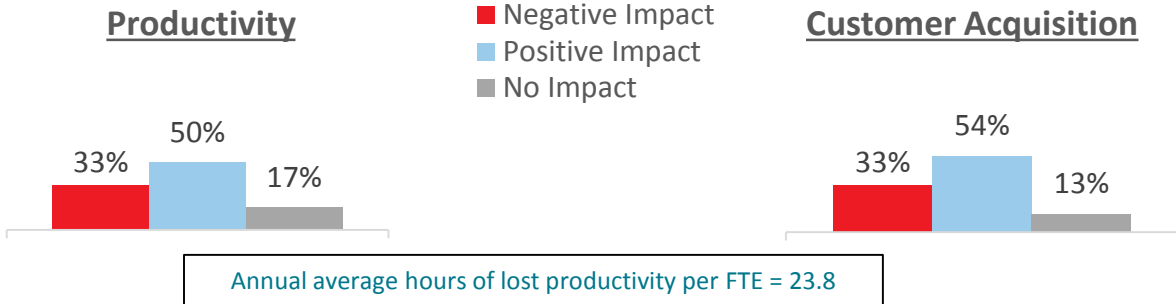 Productivity
Negative Impact
Positive Impact
No Impact
Customer Acquisition
33%
50%
17%
33%
54%
13%
Annual average hours of lost productivity per FTE = 23.8